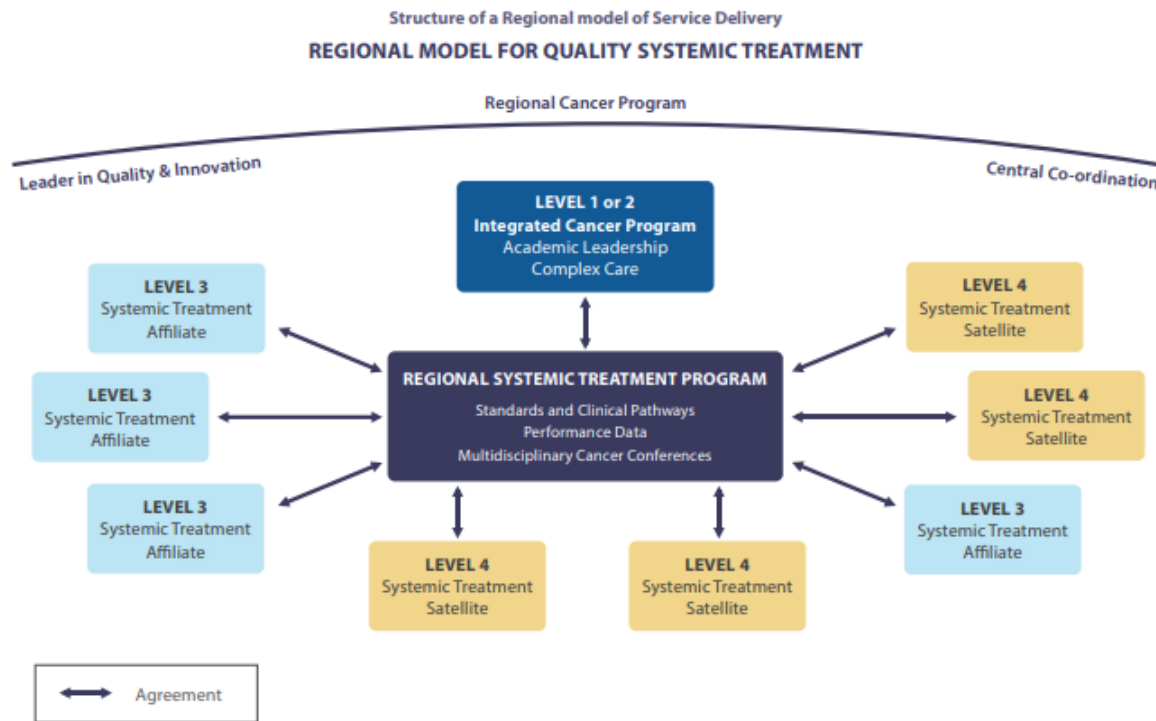 Structure of a Regional model of Service Delivery
REGIONAL MODEL FOR QUALITY SYSTEMIC TREATMENT
Regional Cancer Program
Leader in Quality & Innovation
Central Co-ordination
LEVEL 1 or 2
Integrated Cancer Program
Academic Leadership
Complex Care
LEVEL 3
Systemic Treatment
Affiliate
LEVEL 4
Systemic Treatment
Satellite
REGIONAL SYSTEMIC TREATMENT PROGRAM
Standards and Clinical Pathways
Performance Data
Multidisciplinary Cancer Conferences
LEVEL 3
Systemic Treatment
Affiliate
LEVEL 4
Systemic Treatment
Satellite
LEVEL 3
Systemic Treatment
Affiliate
LEVEL 3
Systemic Treatment
Affiliate
LEVEL 4
Systemic Treatment
Satellite
LEVEL 4
Systemic Treatment
Satellite
Agreement